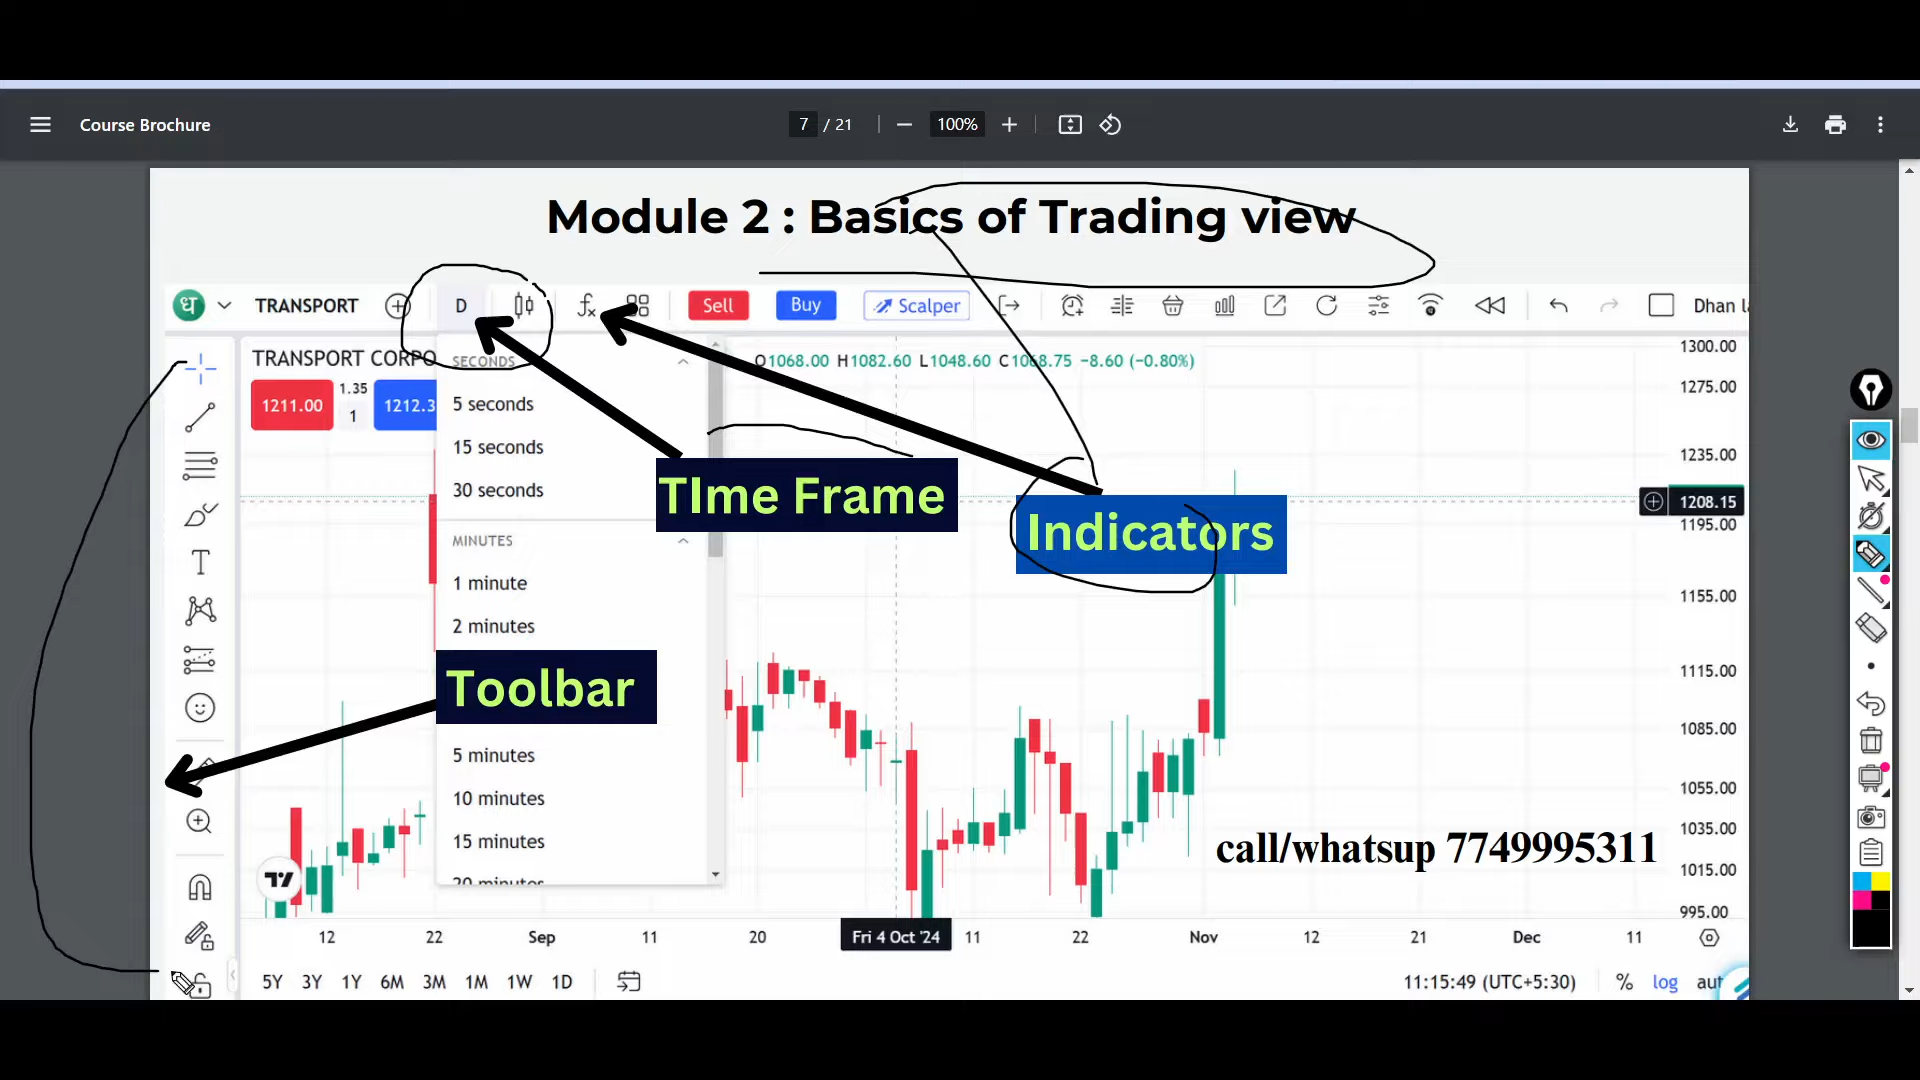 Course Brochure
7 / 21
100%
Module 2 : Basics of Trading view
TRANSPORT
D
Sell
Buy
Scalper
TRANSPORT CORPO
SECONDS
O1068.00 H1082.60 L1048.60 C1068.75 −8.60 (−0.80%)
1211.00
1.35
1
5 seconds
15 seconds
30 seconds
TIme Frame
Indicators
MINUTES
1 minute
2 minutes
Toolbar
5 minutes
10 minutes
15 minutes
call/whatsup 7749995311
1300.00
1275.00
1235.00
1208.15
1195.00
1155.00
1115.00
1085.00
1055.00
1035.00
1015.00
995.00
12 22 Sep 11 20 Fri 4 Oct '24 11 22 Nov 12 21 Dec 11
5Y 3Y 1Y 6M 3M 1M 1W 1D
11:15:49 (UTC+5:30) % log